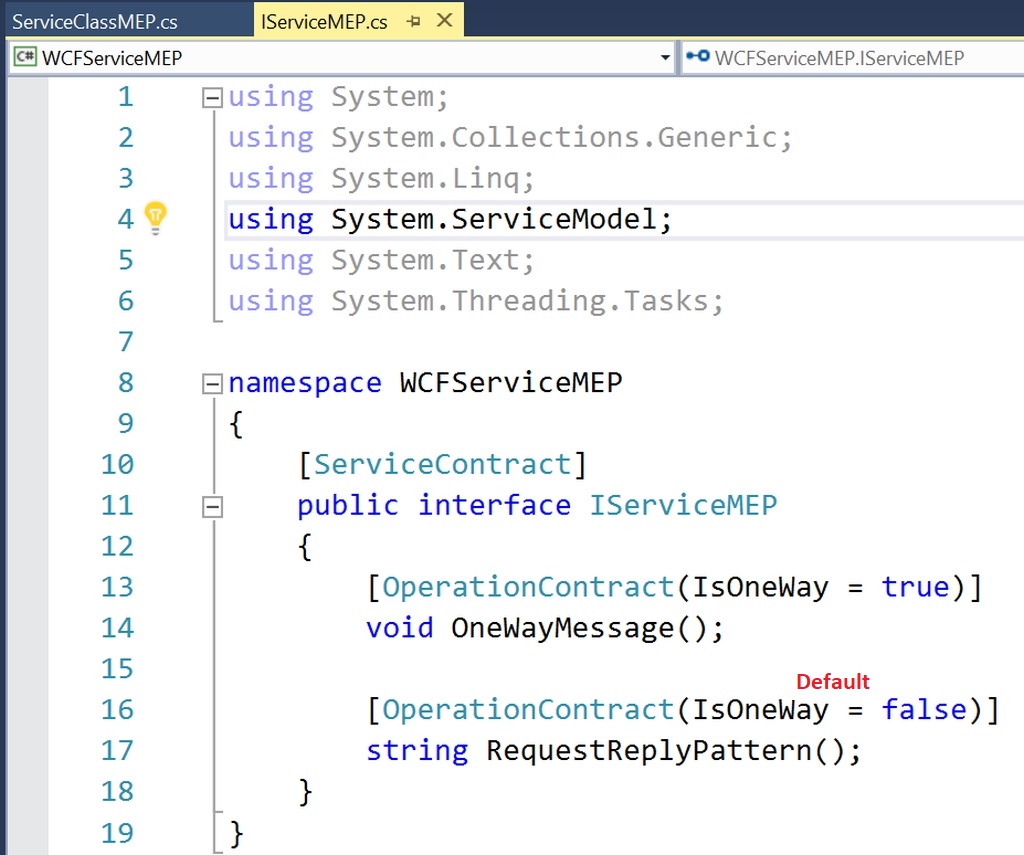 ServiceClassMEP.cs IServiceMEP.cs
C# WCFServiceMEP WCFServiceMEP.IServiceMEP
1 using System;
2 using System.Collections.Generic;
3 using System.Linq;
4 using System.ServiceModel;
5 using System.Text;
6 using System.Threading.Tasks;
7
8 namespace WCFServiceMEP
9 {
10 [ServiceContract]
11 public interface IServiceMEP
12 {
13 [OperationContract(IsOneWay = true)]
14 void OneWayMessage();
15
Default
16 [OperationContract(IsOneWay = false)]
17 string RequestReplyPattern();
18 }
19 }